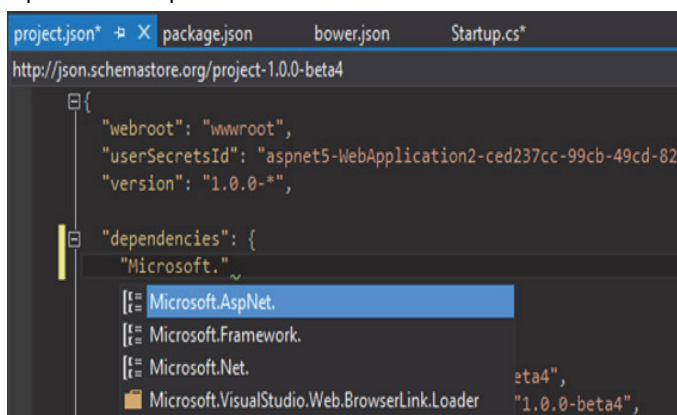 project.json* package.json bower.json Startup.cs*
http://json.schemastore.org/project-1.0.0-beta4
{
"webroot": "wwwroot",
"userSecretsId": "aspnet5-WebApplication2-ced237cc-99cb-49cd-82
"version": "1.0.0-*",
"dependencies": {
"Microsoft."
Microsoft.AspNet.
Microsoft.Framework.
Microsoft.Net.
eta4",
Microsoft.VisualStudio.Web.BrowserLink.Loader "1.0.0-beta4",